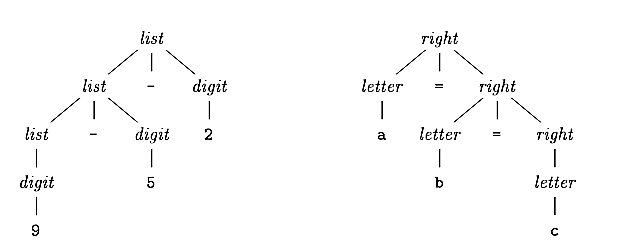 list right
list - digit letter = right
list - digit 2 a letter = right
digit 5 b letter
9 c